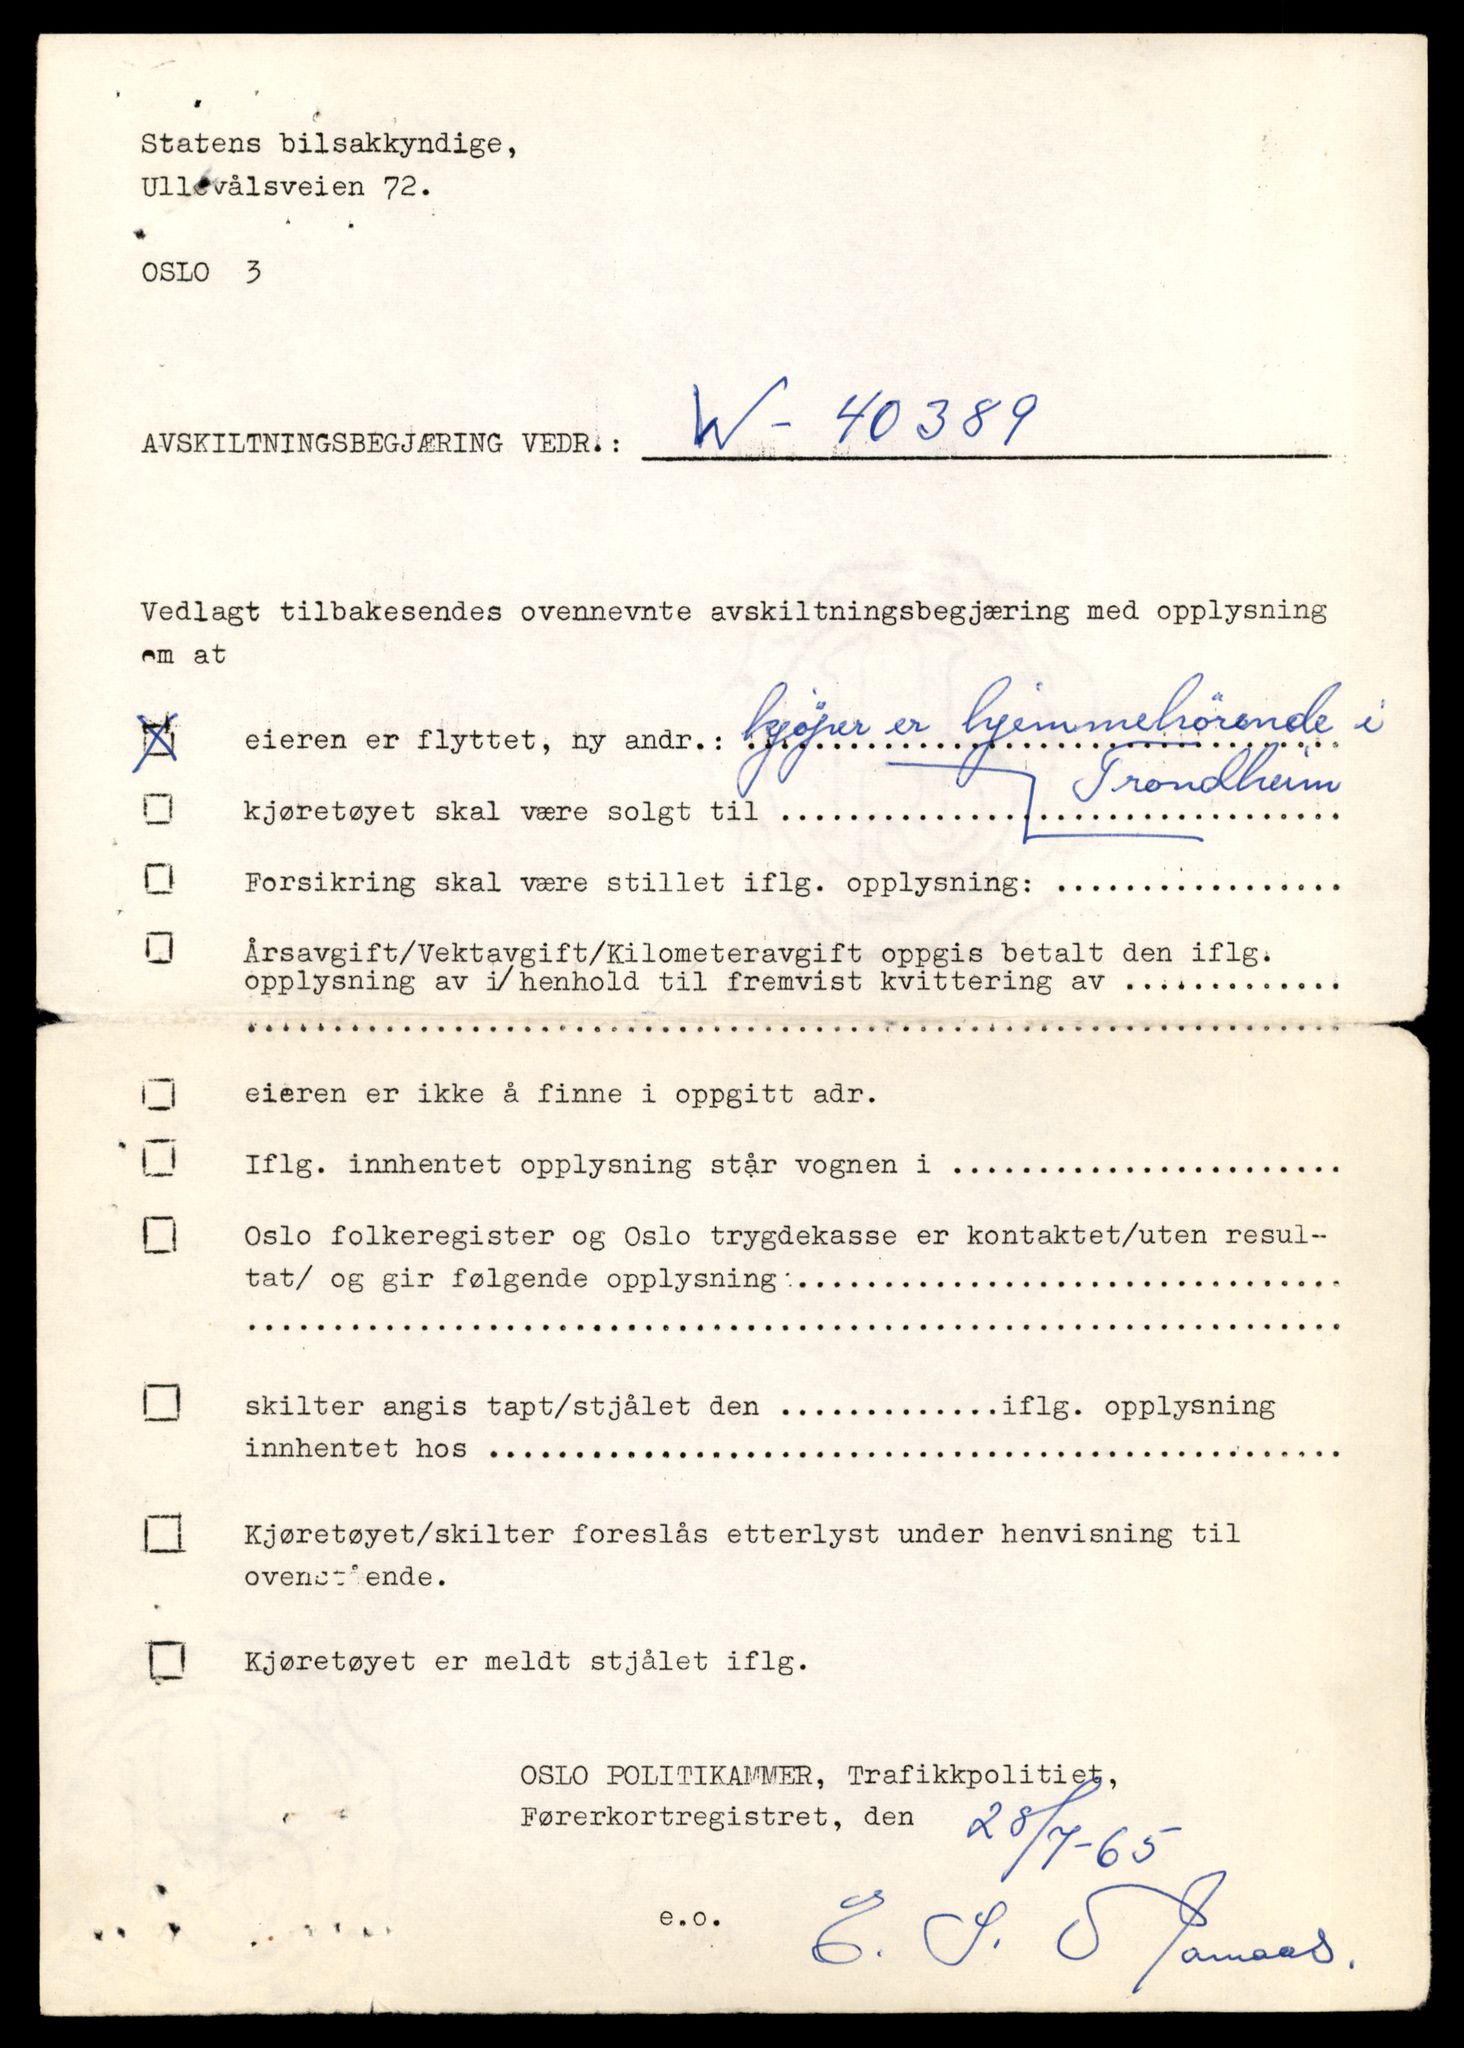 Statens bilsakkyndige,
Ullevålsveien 72.
OSLO 3
AVSKILTNINGSBEGJÆRING VEDR.: W - 40389
Vedlagt tilbakesendes ovennevnte avskiltningsbegjæring med opplysning
om at
eieren er flyttet, ny andr.: kjøper er hjemmehörende i
Trondheim
kjøretøyet skal være solgt til ................................
Forsikring skal være stillet iflg. opplysning: .................
Årsavgift/Vektavgift/Kilometeravgift oppgis betalt den iflg.
opplysning av i/henhold til fremvist kvittering av .............
...............................................................
eieren er ikke å finne i oppgitt adr.
Iflg. innhentet opplysning står vognen i .......................
Oslo folkeregister og Oslo trygdekasse er kontaktet/uten resul-
tat/ og gir følgende opplysning:................................
...............................................................
skilter angis tapt/stjålet den .............iflg. opplysning
innhentet hos .................................................
Kjøretøyet/skilter foreslås etterlyst under henvisning til
ovenstående.
Kjøretøyet er meldt stjålet iflg.
OSLO POLITIKAMMER, Trafikkpolitiet,
Førerkortregistret, den 28/7-65
e.o. E. S.